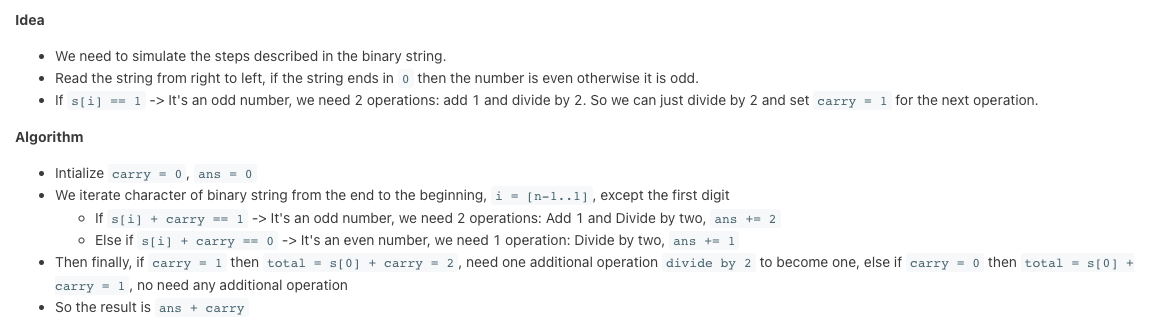 Idea
• We need to simulate the steps described in the binary string.
• Read the string from right to left, if the string ends in 0 then the number is even otherwise it is odd.
• If s[i] == 1 -> It's an odd number, we need 2 operations: add 1 and divide by 2. So we can just divide by 2 and set carry = 1 for the next operation.
Algorithm
• Intialize carry = 0, ans = 0
• We iterate character of binary string from the end to the beginning, i = [n-1..1], except the first digit
◦ If s[i] + carry == 1 -> It's an odd number, we need 2 operations: Add 1 and Divide by two, ans += 2
◦ Else if s[i] + carry == 0 -> It's an even number, we need 1 operation: Divide by two, ans += 1
• Then finally, if carry = 1 then total = s[0] + carry = 2, need one additional operation divide by 2 to become one, else if carry = 0 then total = s[0] +
carry = 1, no need any additional operation
• So the result is ans + carry